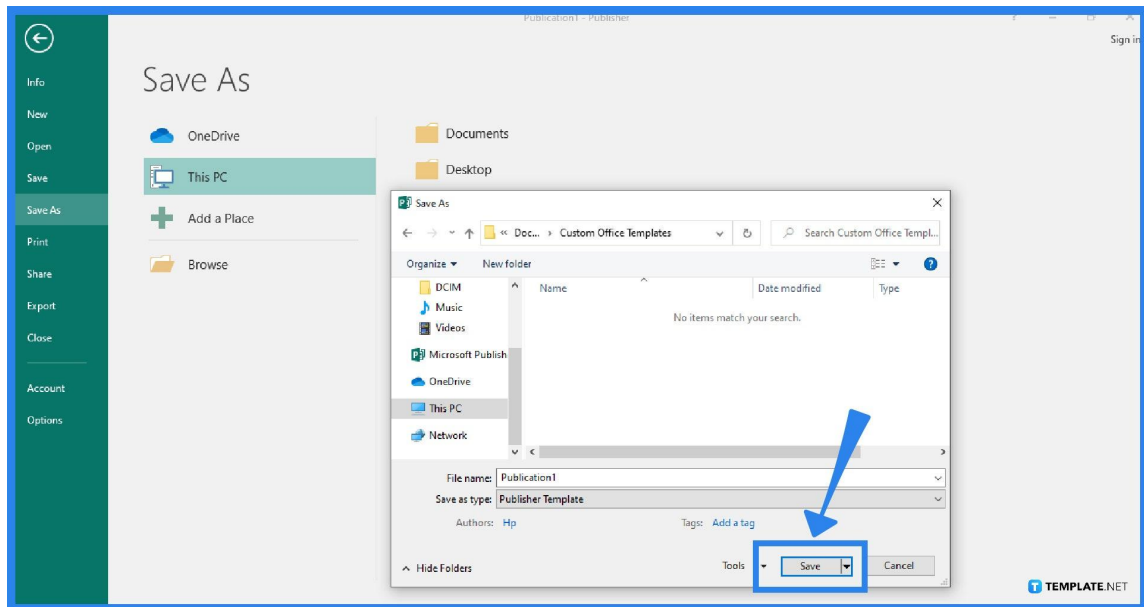 Publication1 - Publisher
Sign in
Info
New
Open
Save
Save As
Print
Share
Export
Close
Account
Options
Save As
OneDrive
This PC
Add a Place
Browse
Documents
Desktop
Save As
« Doc... › Custom Office Templates
Search Custom Office Templ...
Organize
New folder
DCIM
Music
Videos
Microsoft Publish
OneDrive
This PC
Network
Name Date modified Type
No items match your search.
File name: Publication1
Save as type: Publisher Template
Authors: Hp Tags: Add a tag
Hide Folders Tools Save Cancel
T TEMPLATE.NET